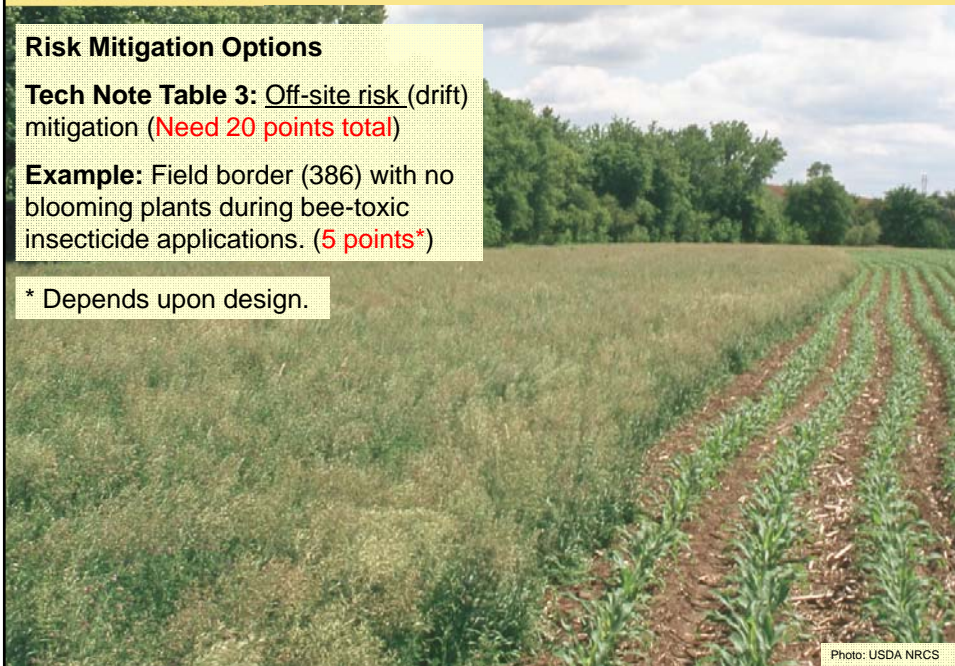 Risk Mitigation Options
Tech Note Table 3: Off-site risk (drift)
mitigation (Need 20 points total)
Example: Field border (386) with no
blooming plants during bee-toxic
insecticide applications. (5 points*)
* Depends upon design.
Photo: USDA NRCS